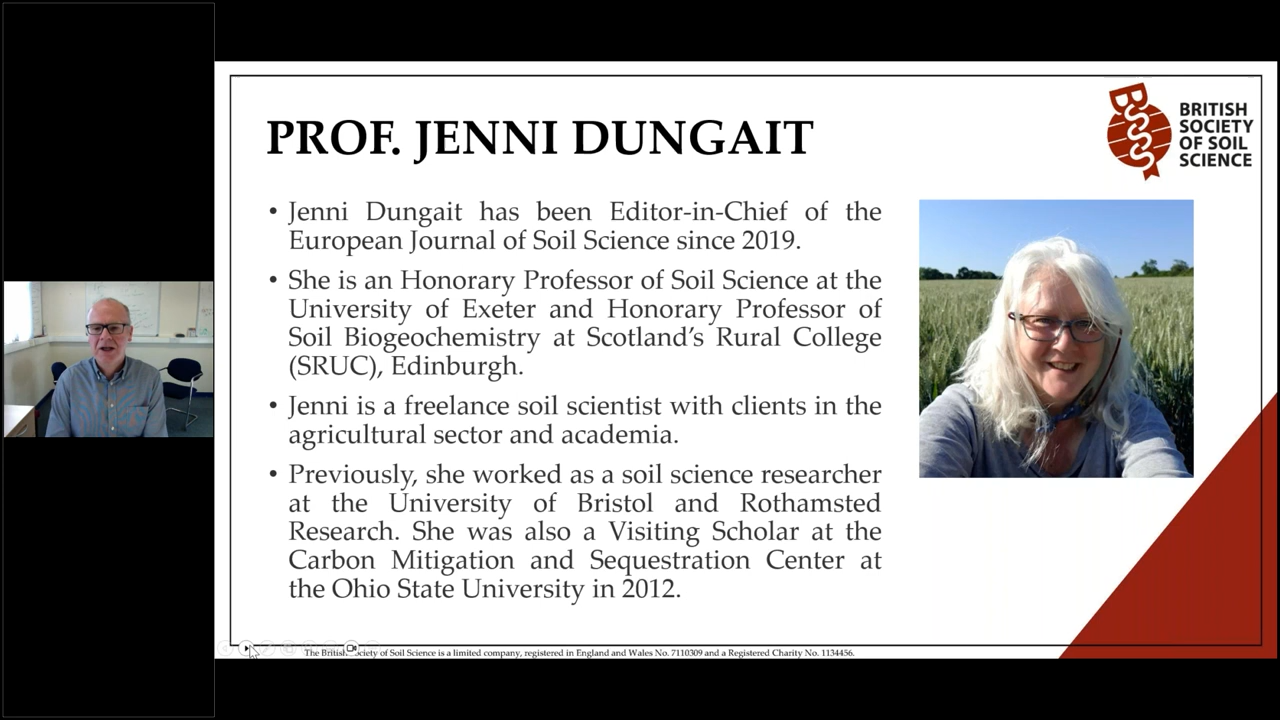 PROF. JENNI DUNGAIT
BSSS
BRITISH
SOCIETY
OF SOIL
SCIENCE
• Jenni Dungait has been Editor-in-Chief of the
European Journal of Soil Science since 2019.
• She is an Honorary Professor of Soil Science at the
University of Exeter and Honorary Professor of
Soil Biogeochemistry at Scotland’s Rural College
(SRUC), Edinburgh.
• Jenni is a freelance soil scientist with clients in the
agricultural sector and academia.
• Previously, she worked as a soil science researcher
at the University of Bristol and Rothamsted
Research. She was also a Visiting Scholar at the
Carbon Mitigation and Sequestration Center at
the Ohio State University in 2012.
The British Society of Soil Science is a limited company, registered in England and Wales No. 7110309 and a Registered Charity No. 1134456.